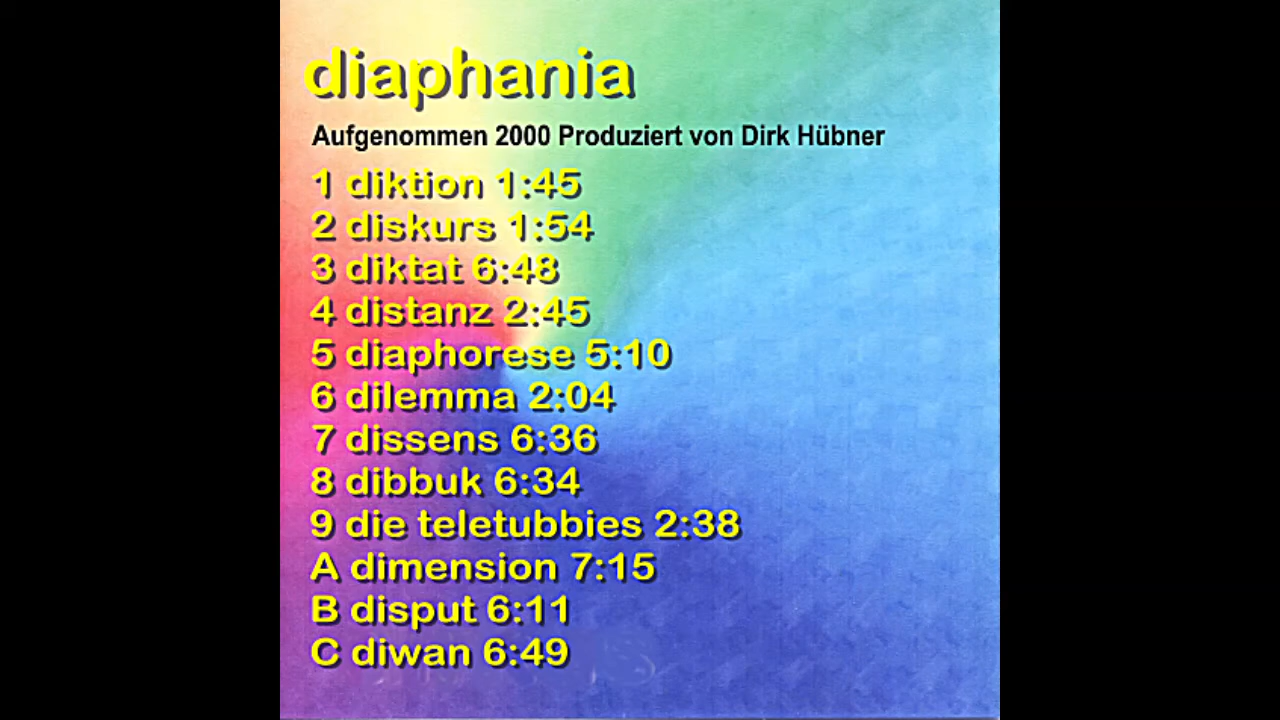 diaphania
Aufgenommen 2000 Produziert von Dirk Hübner
1 diktion 1:45
2 diskurs 1:54
3 diktat 6:48
4 distanz 2:45
5 diaphorese 5:10
6 dilemma 2:04
7 dissens 6:36
8 dibbuk 6:34
9 die teletubbies 2:38
A dimension 7:15
B disput 6:11
C diwan 6:49